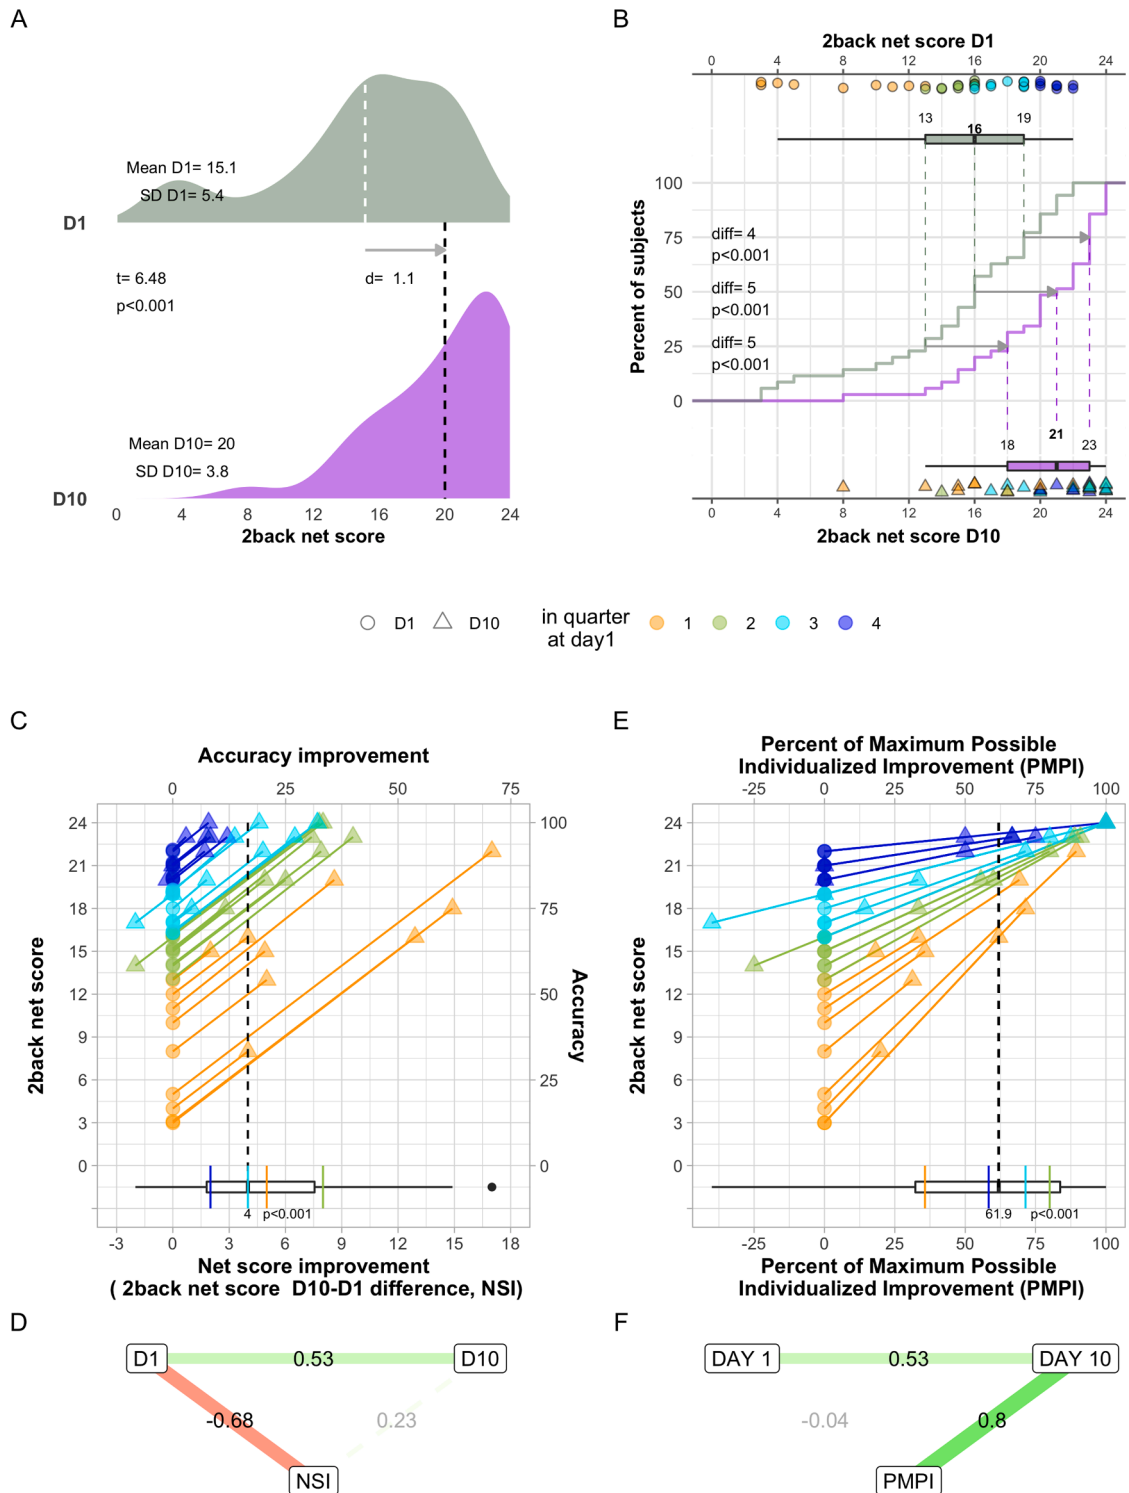 A
Mean D1= 15.1
SD D1= 5.4
D1
t= 6.48
d= 1.1
p<0.001
Mean D10= 20
SD D10= 3.8
D10
0 4 8 12 16 20 24
2back net score
B
2back net score D1
0 4 8 12 16 20 24
13 19
16
Percent of subjects
100
75
50
25
0
diff= 4
p<0.001
diff= 5
p<0.001
diff= 5
p<0.001
21
18 23
0 4 8 12 16 20 24
2back net score D10
D1 D10
in quarter
at day1
1 2 3 4
C
Accuracy improvement
0 25 50 75
2back net score
24
21
18
15
12
9
6
3
0
Accuracy
100
75
50
25
0
4 p<0.001
-3 0 3 6 9 12 15 18
Net score improvement
( 2back net score D10-D1 difference, NSI)
E
Percent of Maximum Possible
Individualized Improvement (PMPI)
-25 0 25 50 75 100
2back net score
24
21
18
15
12
9
6
3
0
61.9 p<0.001
-25 0 25 50 75 100
Percent of Maximum Possible
Individualized Improvement (PMPI)
D
D1 0.53 D10
-0.68 0.23
NSI
F
DAY 1 0.53 DAY 10
-0.04 0.8
PMPI